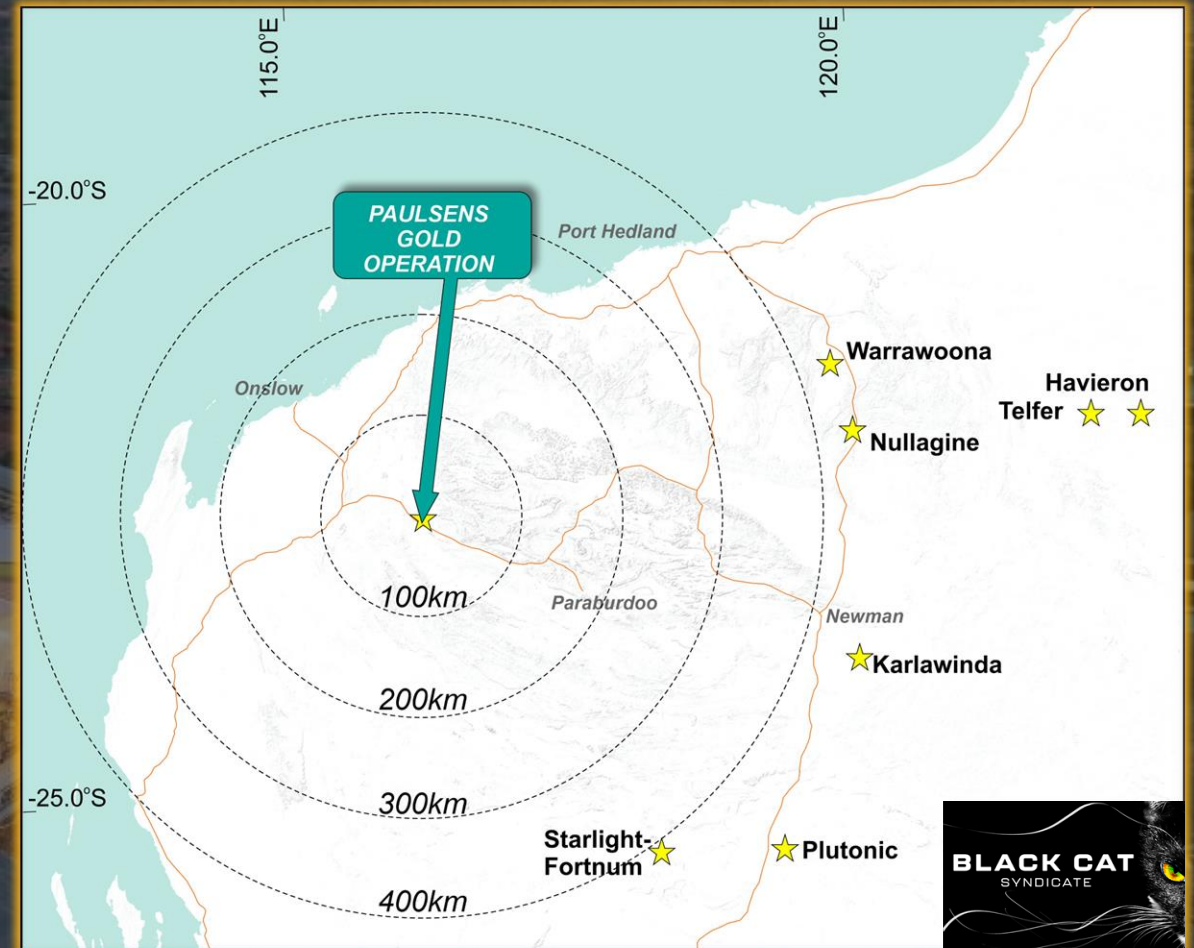 115.0°E
120.0°E
-20.0°S
PAULSENS
GOLD
OPERATION
Port Hedland
Warrawoona
Havieron
Onslow
Telfer
Nullagine
100km
Paraburdoo
Newman
Karlawinda
200km
-25.0°S
300km
Starlight-
Fortnum
Plutonic
BLACK CAT
SYNDICATE
400km